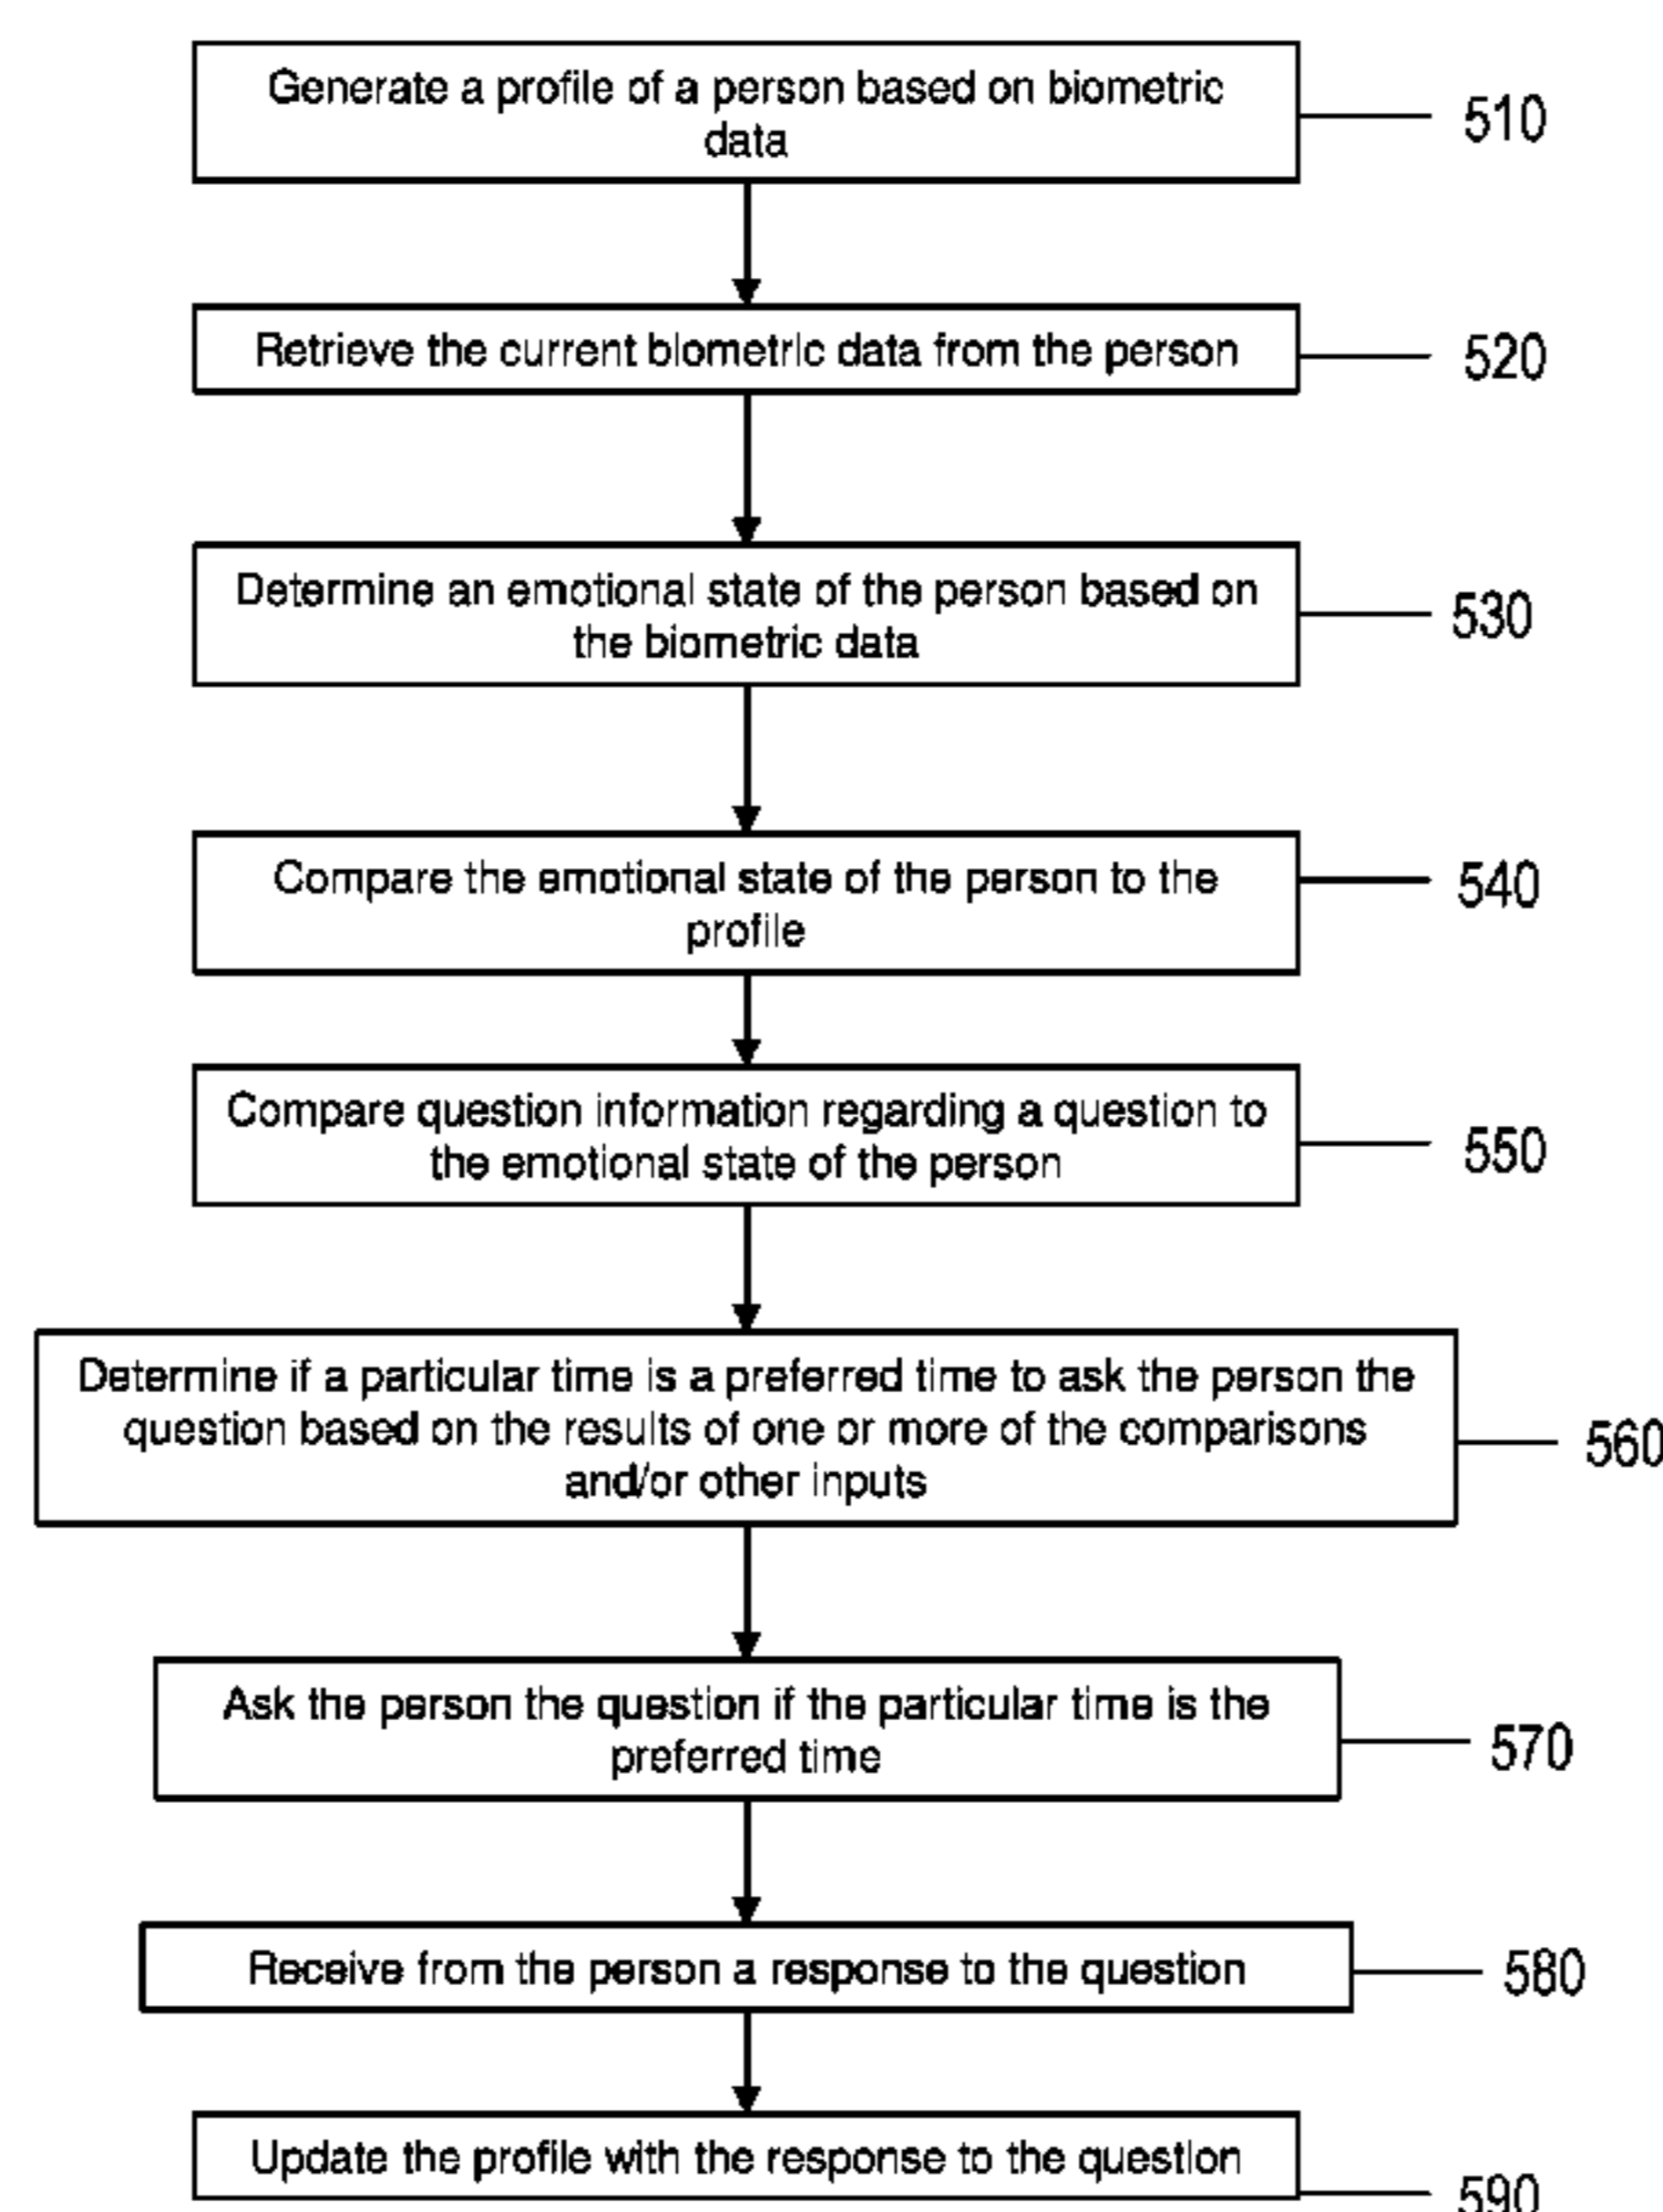 Generate a profile of a person based on biometric
data
510
Retrieve the current biometric data from the person
520
Determine an emotional state of the person based on
the biometric data
530
Compare the emotional state of the person to the
profile
540
Compare question information regarding a question to
the emotional state of the person
550
Determine if a particular time is a preferred time to ask the person the
question based on the results of one or more of the comparisons
and/or other inputs
560
Ask the person the question if the particular time is the
preferred time
570
Receive from the person a response to the question
580
Update the profile with the response to the question
590